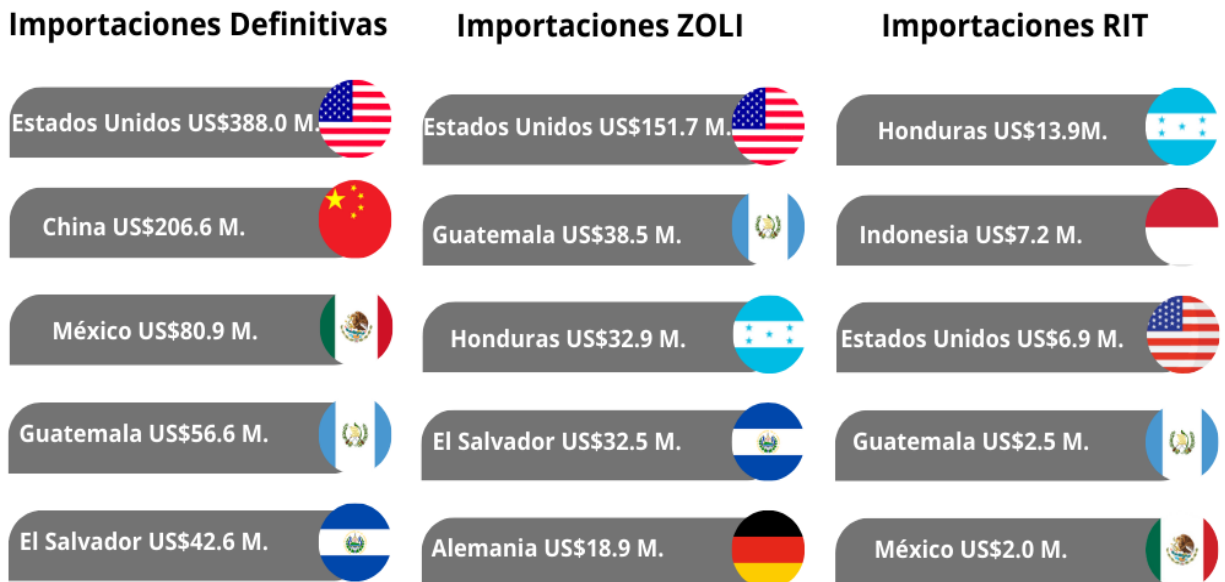 Importaciones Definitivas
Estados Unidos US$388.0 M.
China US$206.6 M.
México US$80.9 M.
Guatemala US$56.6 M.
El Salvador US$42.6 M.
Importaciones ZOLI
Estados Unidos US$151.7 M.
Guatemala US$38.5 M.
Honduras US$32.9 M.
El Salvador US$32.5 M.
Alemania US$18.9 M.
Importaciones RIT
Honduras US$13.9M.
Indonesia US$7.2 M.
Estados Unidos US$6.9 M.
Guatemala US$2.5 M.
México US$2.0 M.